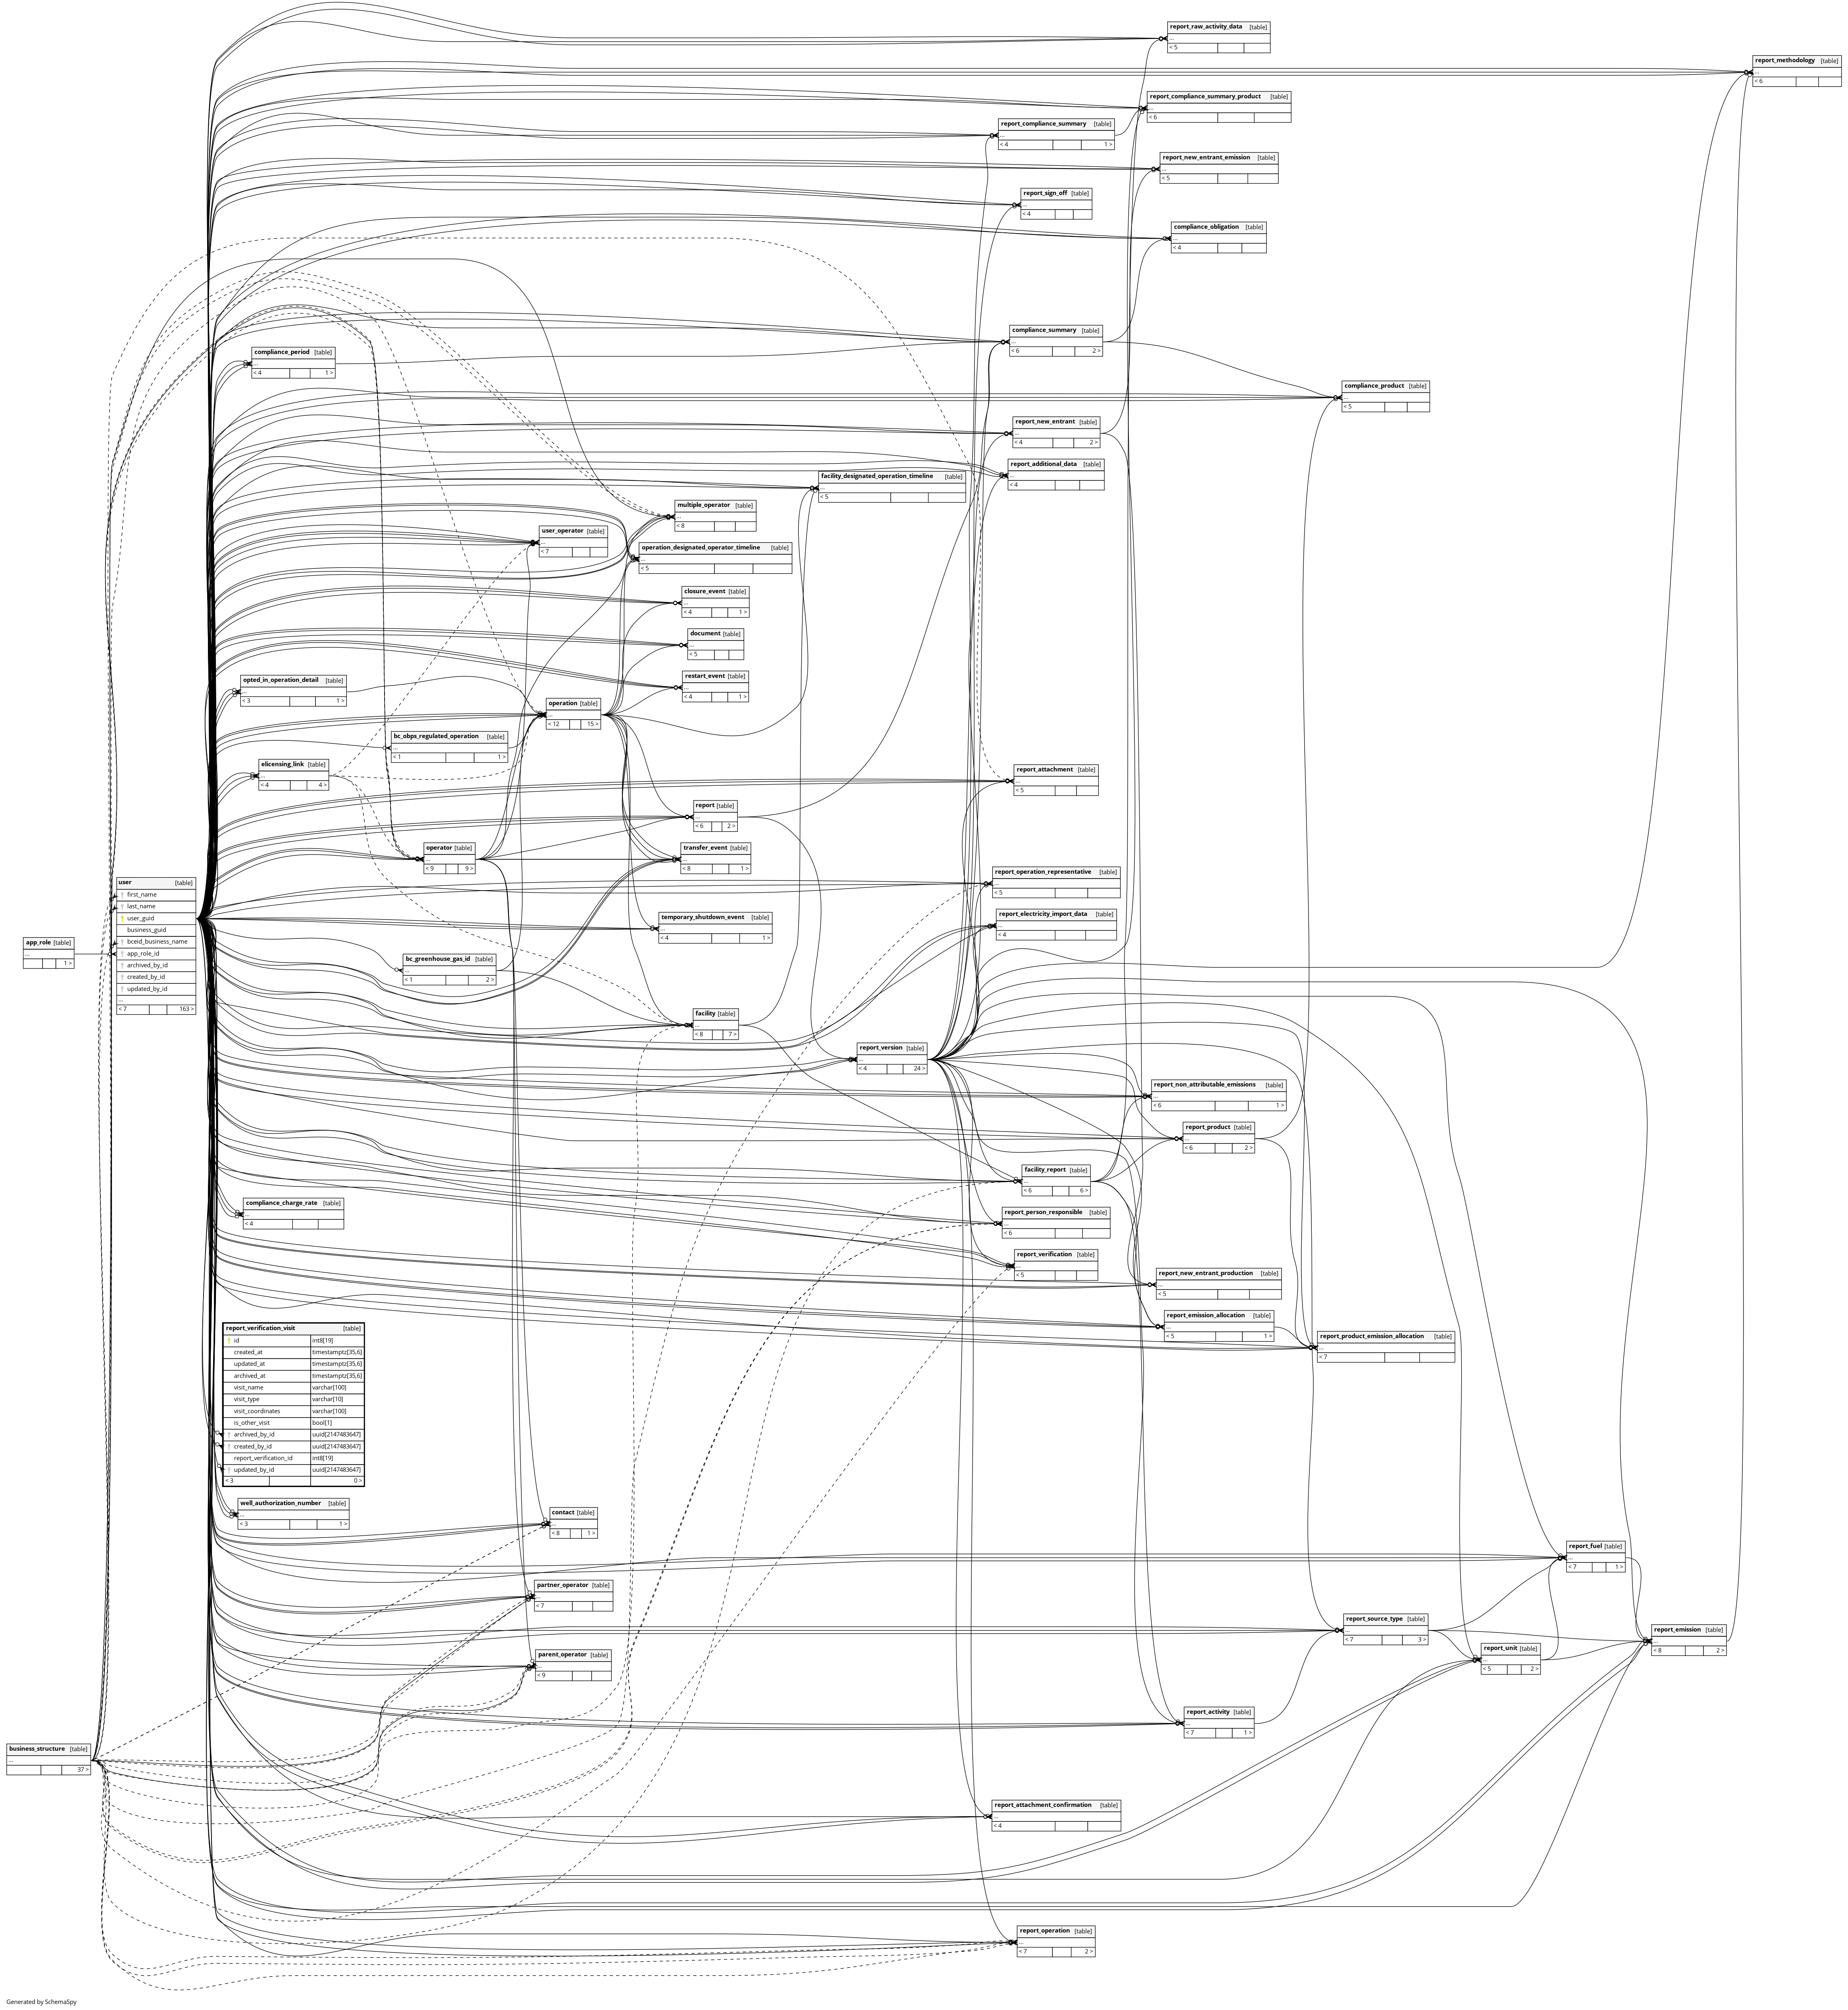 report_raw_activity_data [table]
...
< 5
report_methodology [table]
...
< 6
report_compliance_summary_product [table]
...
< 6
report_compliance_summary [table]
...
< 4 1 >
report_new_entrant_emission [table]
...
< 5
report_sign_off [table]
...
< 4
compliance_obligation [table]
...
< 4
compliance_summary [table]
...
< 6 2 >
compliance_period [table]
...
< 4 1 >
compliance_product [table]
...
< 5
report_new_entrant [table]
...
< 4 2 >
report_additional_data [table]
...
< 4
facility_designated_operation_timeline [table]
...
< 5
multiple_operator [table]
...
< 8
user_operator [table]
...
< 7
operation_designated_operator_timeline [table]
...
< 5
closure_event [table]
...
< 4 1 >
document [table]
...
< 5
restart_event [table]
...
< 4 1 >
opted_in_operation_detail [table]
...
< 3 1 >
operation [table]
...
< 12 15 >
bc_obps_regulated_operation [table]
...
< 1 1 >
elicensing_link [table]
...
< 4 4 >
report_attachment [table]
...
< 5
report [table]
...
< 6 2 >
operator [table]
...
< 9 9 >
transfer_event [table]
...
< 8 1 >
report_operation_representative [table]
...
< 5
user [table]
first_name
last_name
user_guid
business_guid
bceid_business_name
app_role_id
archived_by_id
created_by_id
updated_by_id
...
< 7 163 >
app_role [table]
...
1 >
report_electricity_import_data [table]
...
< 4
temporary_shutdown_event [table]
...
< 4 1 >
bc_greenhouse_gas_id [table]
...
< 1 2 >
facility [table]
...
< 8 7 >
report_version [table]
...
< 4 24 >
report_non_attributable_emissions [table]
...
< 6 1 >
report_product [table]
...
< 6 2 >
facility_report [table]
...
< 6 6 >
compliance_charge_rate [table]
...
< 4
report_person_responsible [table]
...
< 6
report_verification [table]
...
< 5
report_new_entrant_production [table]
...
< 5
report_emission_allocation [table]
...
< 5 1 >
report_product_emission_allocation [table]
...
< 7
report_verification_visit [table]
id int8[19]
created_at timestamptz[35,6]
updated_at timestamptz[35,6]
archived_at timestamptz[35,6]
visit_name varchar[100]
visit_type varchar[10]
visit_coordinates varchar[100]
is_other_visit bool[1]
archived_by_id uuid[2147483647]
created_by_id uuid[2147483647]
report_verification_id int8[19]
updated_by_id uuid[2147483647]
< 3 0 >
well_authorization_number [table]
...
< 3 1 >
contact [table]
...
< 8 1 >
report_fuel [table]
...
< 7 1 >
partner_operator [table]
...
< 7
report_source_type [table]
...
< 7 3 >
report_emission [table]
...
< 8 2 >
report_unit [table]
...
< 5 2 >
parent_operator [table]
...
< 9
report_activity [table]
...
< 7 1 >
business_structure [table]
...
37 >
report_attachment_confirmation [table]
...
< 4
report_operation [table]
...
< 7 2 >
Generated by SchemaSpy